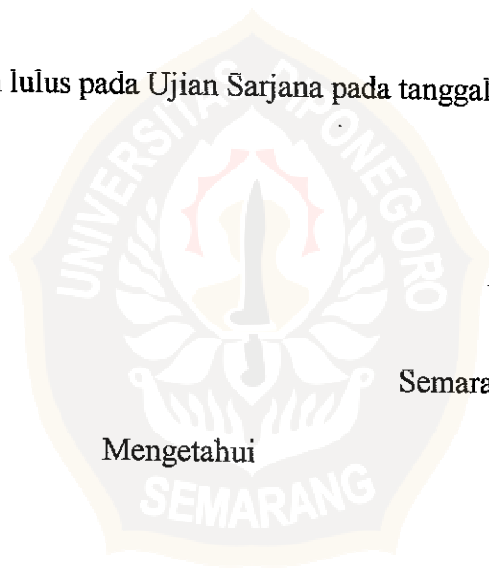 lulus pada Ujian Sarjana pada tanggal
UNIVERSITAS DIPONEGORO
Semara
Mengetahui
SEMARANG